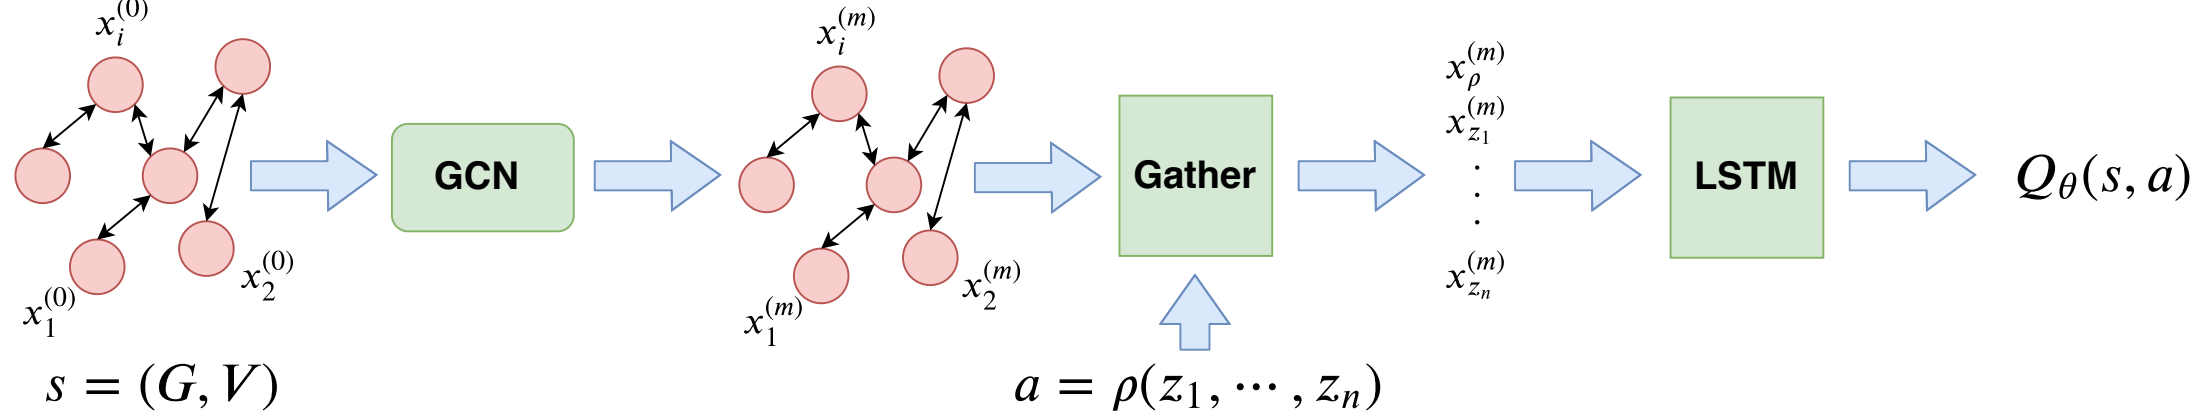 x_i^{(0)}
x_1^{(0)}
x_2^{(0)}
s = (G, V)
GCN
x_i^{(m)}
x_1^{(m)}
x_2^{(m)}
Gather
a = ρ(z_1, ⋯ , z_n)
x_ρ^{(m)}
x_{z_1}^{(m)}
.
.
.
x_{z_n}^{(m)}
LSTM
Q_θ(s, a)